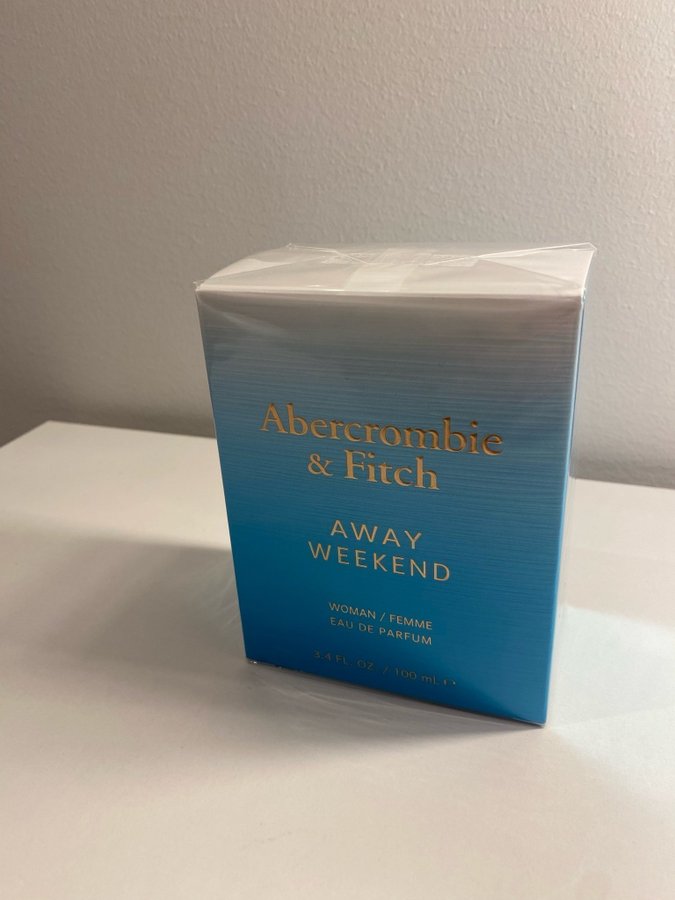 Abercrombie
& Fitch
AWAY
WEEKEND
WOMAN / FEMME
EAU DE PARFUM
3.4 FL. OZ. / 100 mL ℮